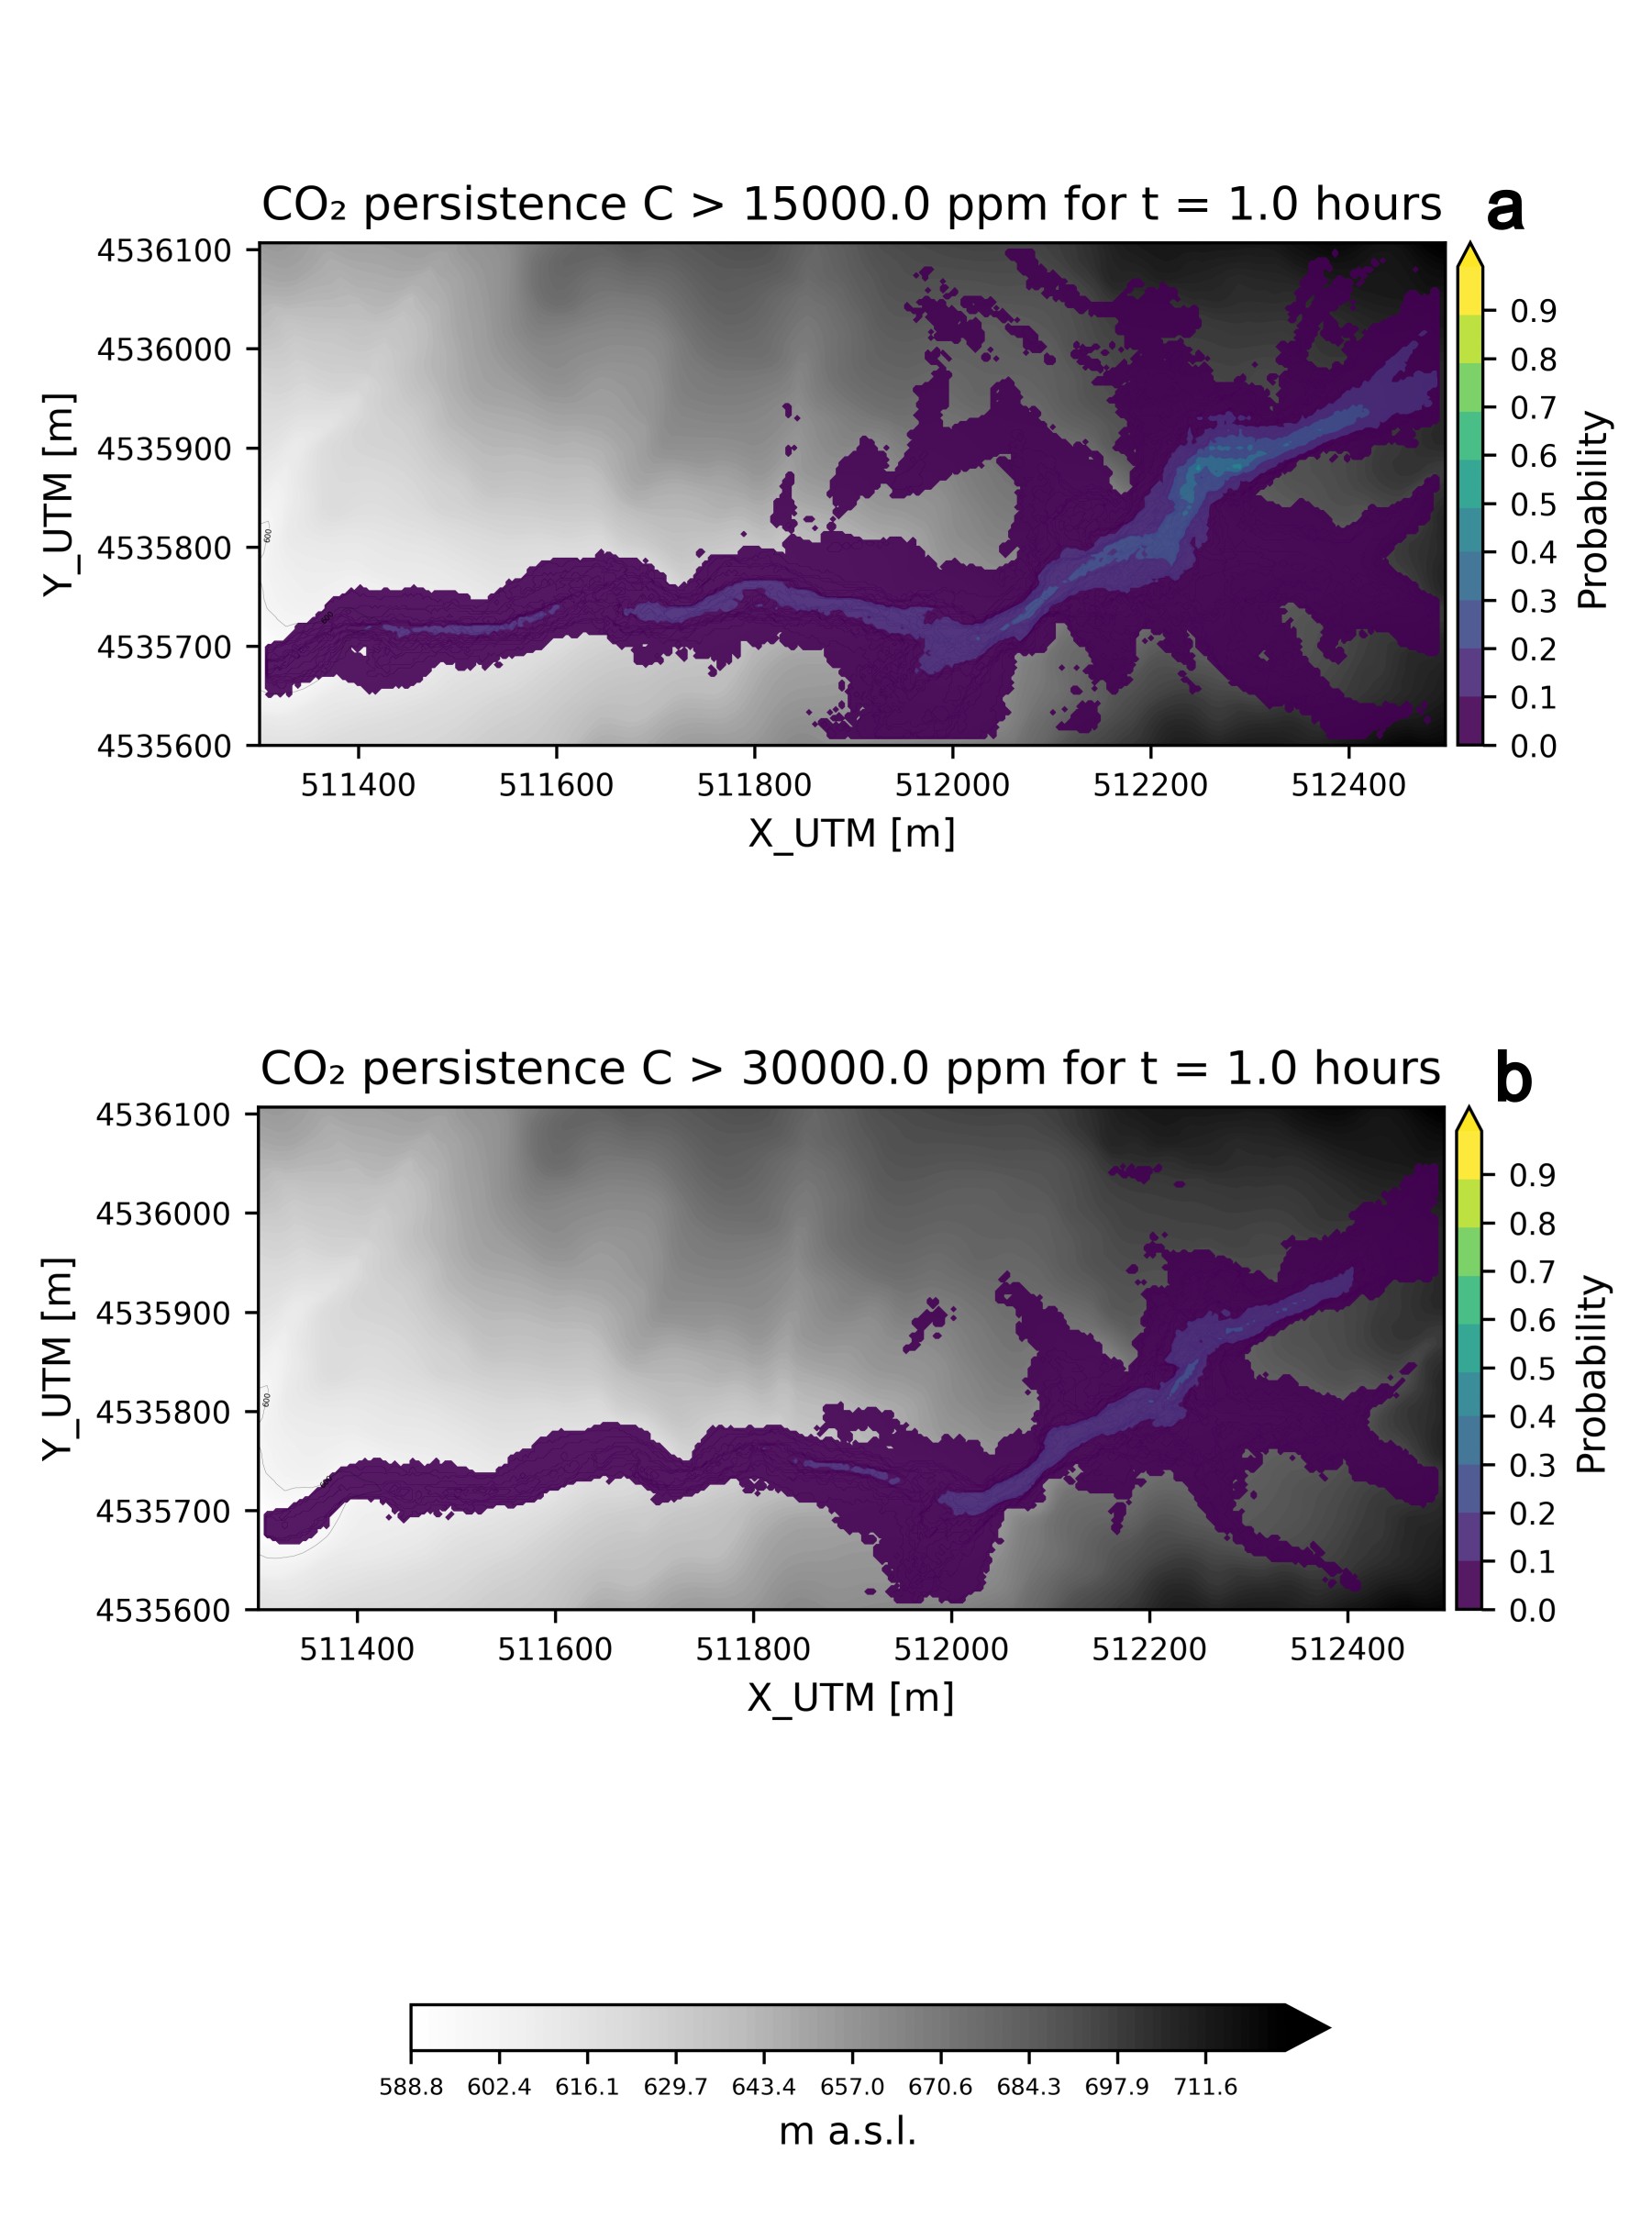 CO₂ persistence C > 15000.0 ppm for t = 1.0 hours
a
4536100
4536000
4535900
4535800
4535700
4535600
Y_UTM [m]
600
511400 511600 511800 512000 512200 512400
X_UTM [m]
0.9
0.8
0.7
0.6
0.5
0.4
0.3
0.2
0.1
0.0
Probability
CO₂ persistence C > 30000.0 ppm for t = 1.0 hours
b
4536100
4536000
4535900
4535800
4535700
4535600
Y_UTM [m]
600
511400 511600 511800 512000 512200 512400
X_UTM [m]
0.9
0.8
0.7
0.6
0.5
0.4
0.3
0.2
0.1
0.0
Probability
588.8 602.4 616.1 629.7 643.4 657.0 670.6 684.3 697.9 711.6
m a.s.l.